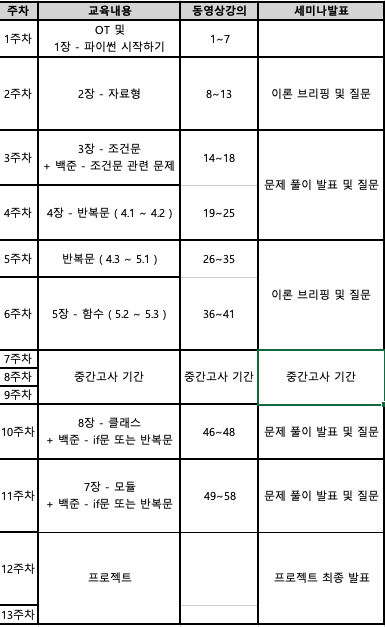 주차 교육내용 동영상강의 세미나발표
1주차 OT 및
1장 - 파이썬 시작하기 1~7
2주차 2장 - 자료형 8~13 이론 브리핑 및 질문
3주차 3장 - 조건문
+ 백준 - 조건문 관련 문제 14~18
문제 풀이 발표 및 질문
4주차 4장 - 반복문 ( 4.1 ~ 4.2 ) 19~25
5주차 반복문 ( 4.3 ~ 5.1 ) 26~35
이론 브리핑 및 질문
6주차 5장 - 함수 ( 5.2 ~ 5.3 ) 36~41
7주차
8주차 중간고사 기간 중간고사 기간 중간고사 기간
9주차
10주차 8장 - 클래스
+ 백준 - if문 또는 반복문 46~48 문제 풀이 발표 및 질문
11주차 7장 - 모듈
+ 백준 - if문 또는 반복문 49~58 문제 풀이 발표 및 질문
12주차 프로젝트 프로젝트 최종 발표
13주차